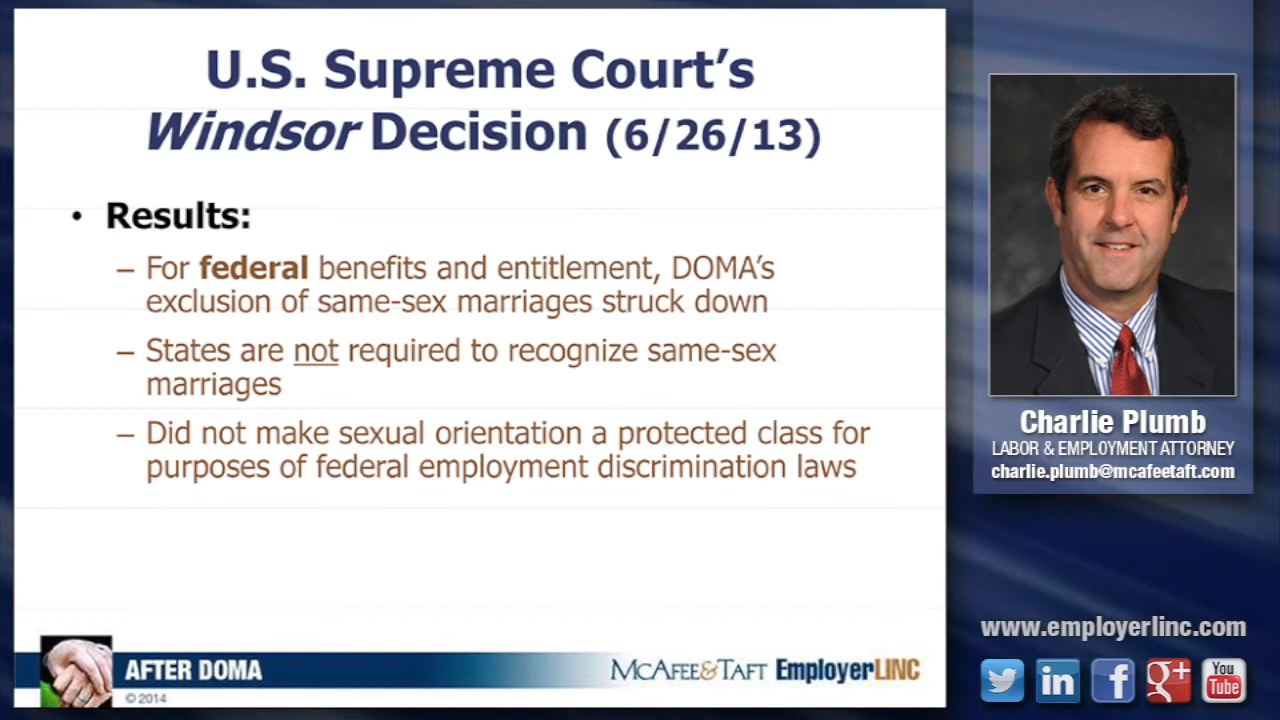 U.S. Supreme Court's
Windsor Decision (6/26/13)
• Results:
– For federal benefits and entitlement, DOMA's
exclusion of same-sex marriages struck down
– States are not required to recognize same-sex
marriages
– Did not make sexual orientation a protected class for
purposes of federal employment discrimination laws
AFTER DOMA
McAFEE&TAFT EmployerLINC
©2014
Charlie Plumb
LABOR & EMPLOYMENT ATTORNEY
charlie.plumb@mcafeetaft.com
www.employerlinc.com
in
f
g+
You
Tube